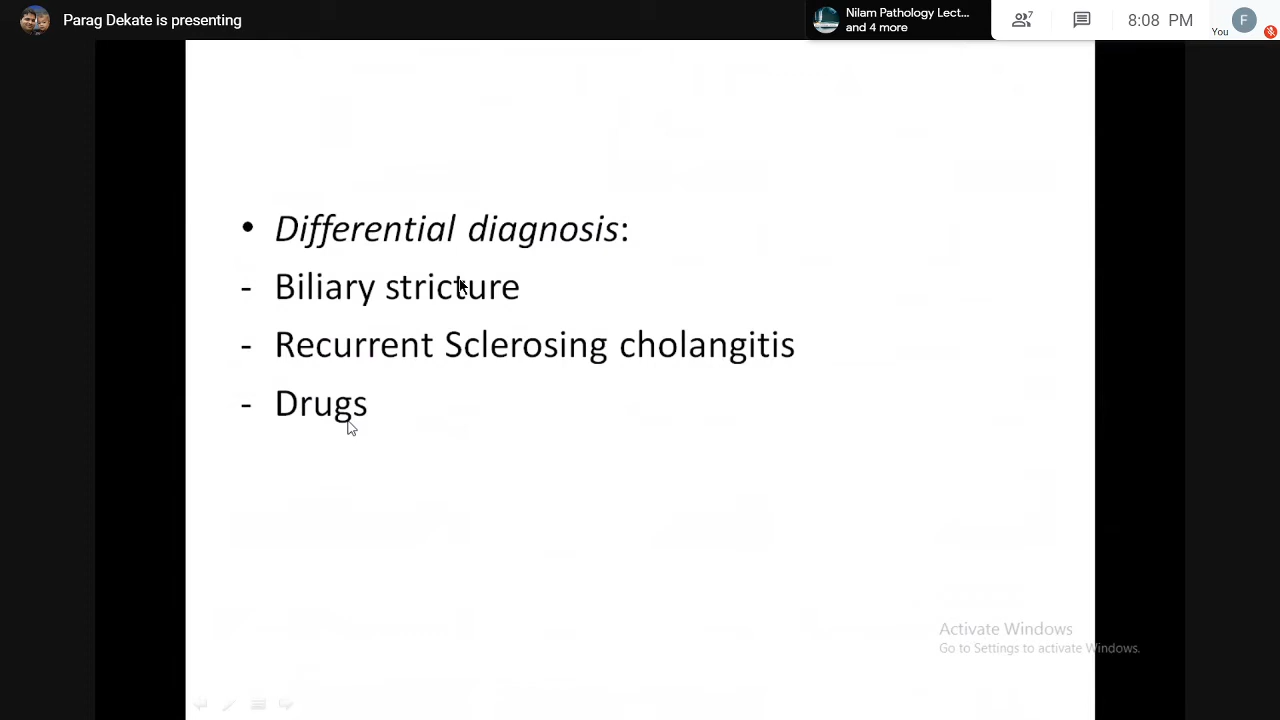 Parag Dekate is presenting
Nilam Pathology Lect...
and 4 more
7
8:08 PM
F
You
• Differential diagnosis:
- Biliary stricture
- Recurrent Sclerosing cholangitis
- Drugs
Activate Windows
Go to Settings to activate Windows.